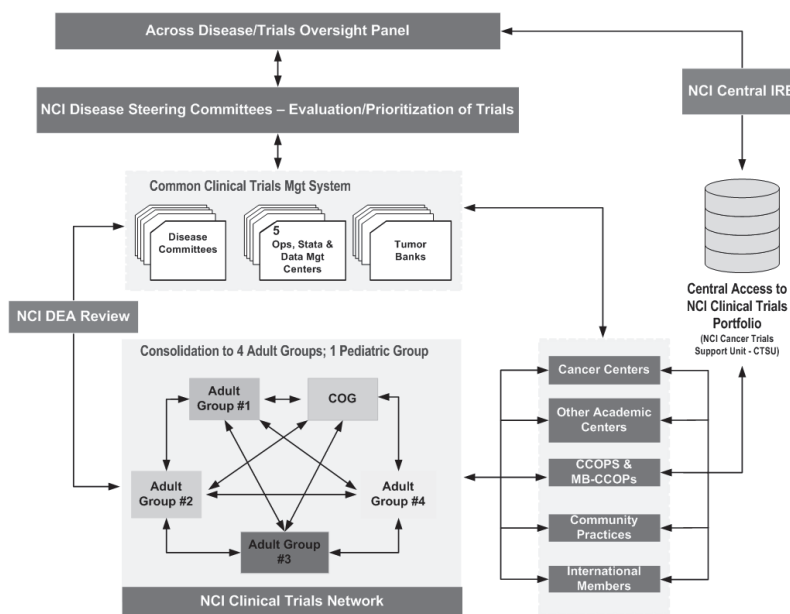 Across Disease/Trials Oversight Panel
NCI Central IRE
NCI Disease Steering Committees – Evaluation/Prioritization of Trials
Common Clinical Trials Mgt System
Disease
Committees
5
Ops, Stata &
Data Mgt
Centers
Tumor
Banks
Central Access to
NCI Clinical Trials
Portfolio
(NCI Cancer Trials
Support Unit - CTSU)
NCI DEA Review
Consolidation to 4 Adult Groups; 1 Pediatric Group
Adult
Group #1
COG
Adult
Group #2
Adult
Group #4
Adult Group
#3
NCI Clinical Trials Network
Cancer Centers
Other Academic
Centers
CCOPS &
MB-CCOPs
Community
Practices
International
Members